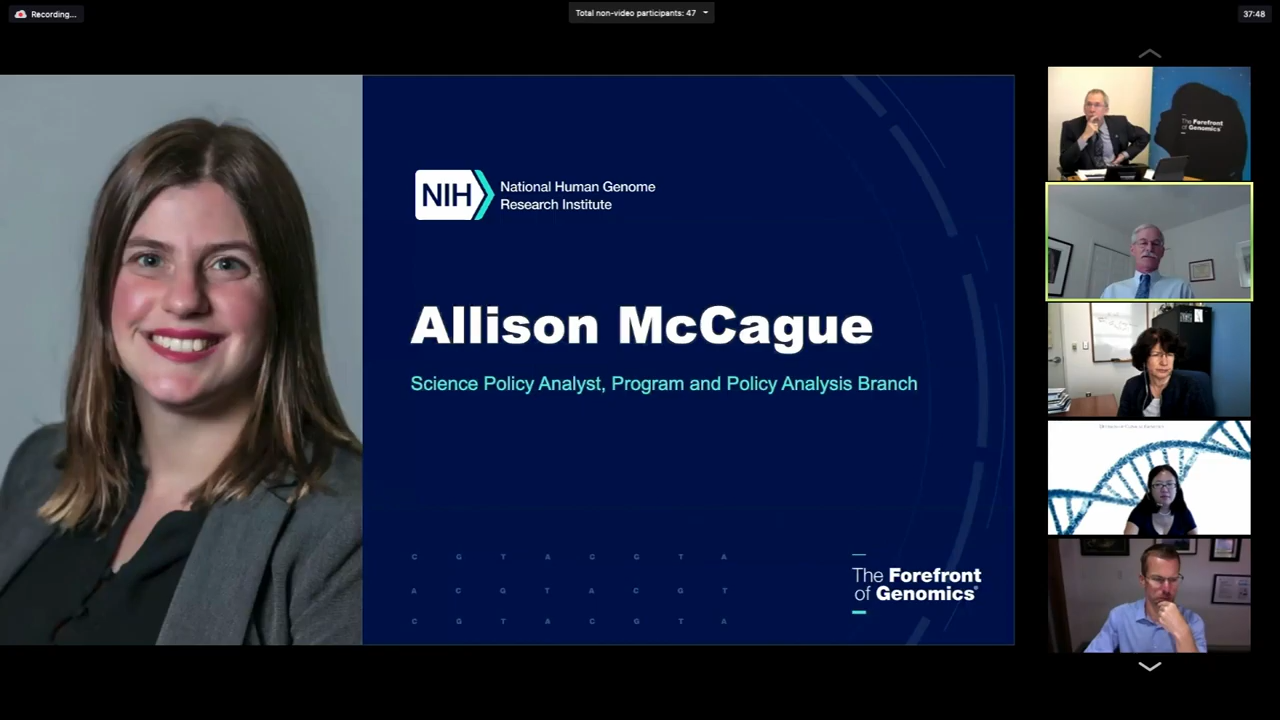 Recording...
Total non-video participants: 47
37:48
NIH
National Human Genome
Research Institute
Allison McCague
Science Policy Analyst, Program and Policy Analysis Branch
C G T A C G T A
A C G T A C G T
C G T A C G T A
The Forefront
of Genomics®
The Forefront
of Genomics®